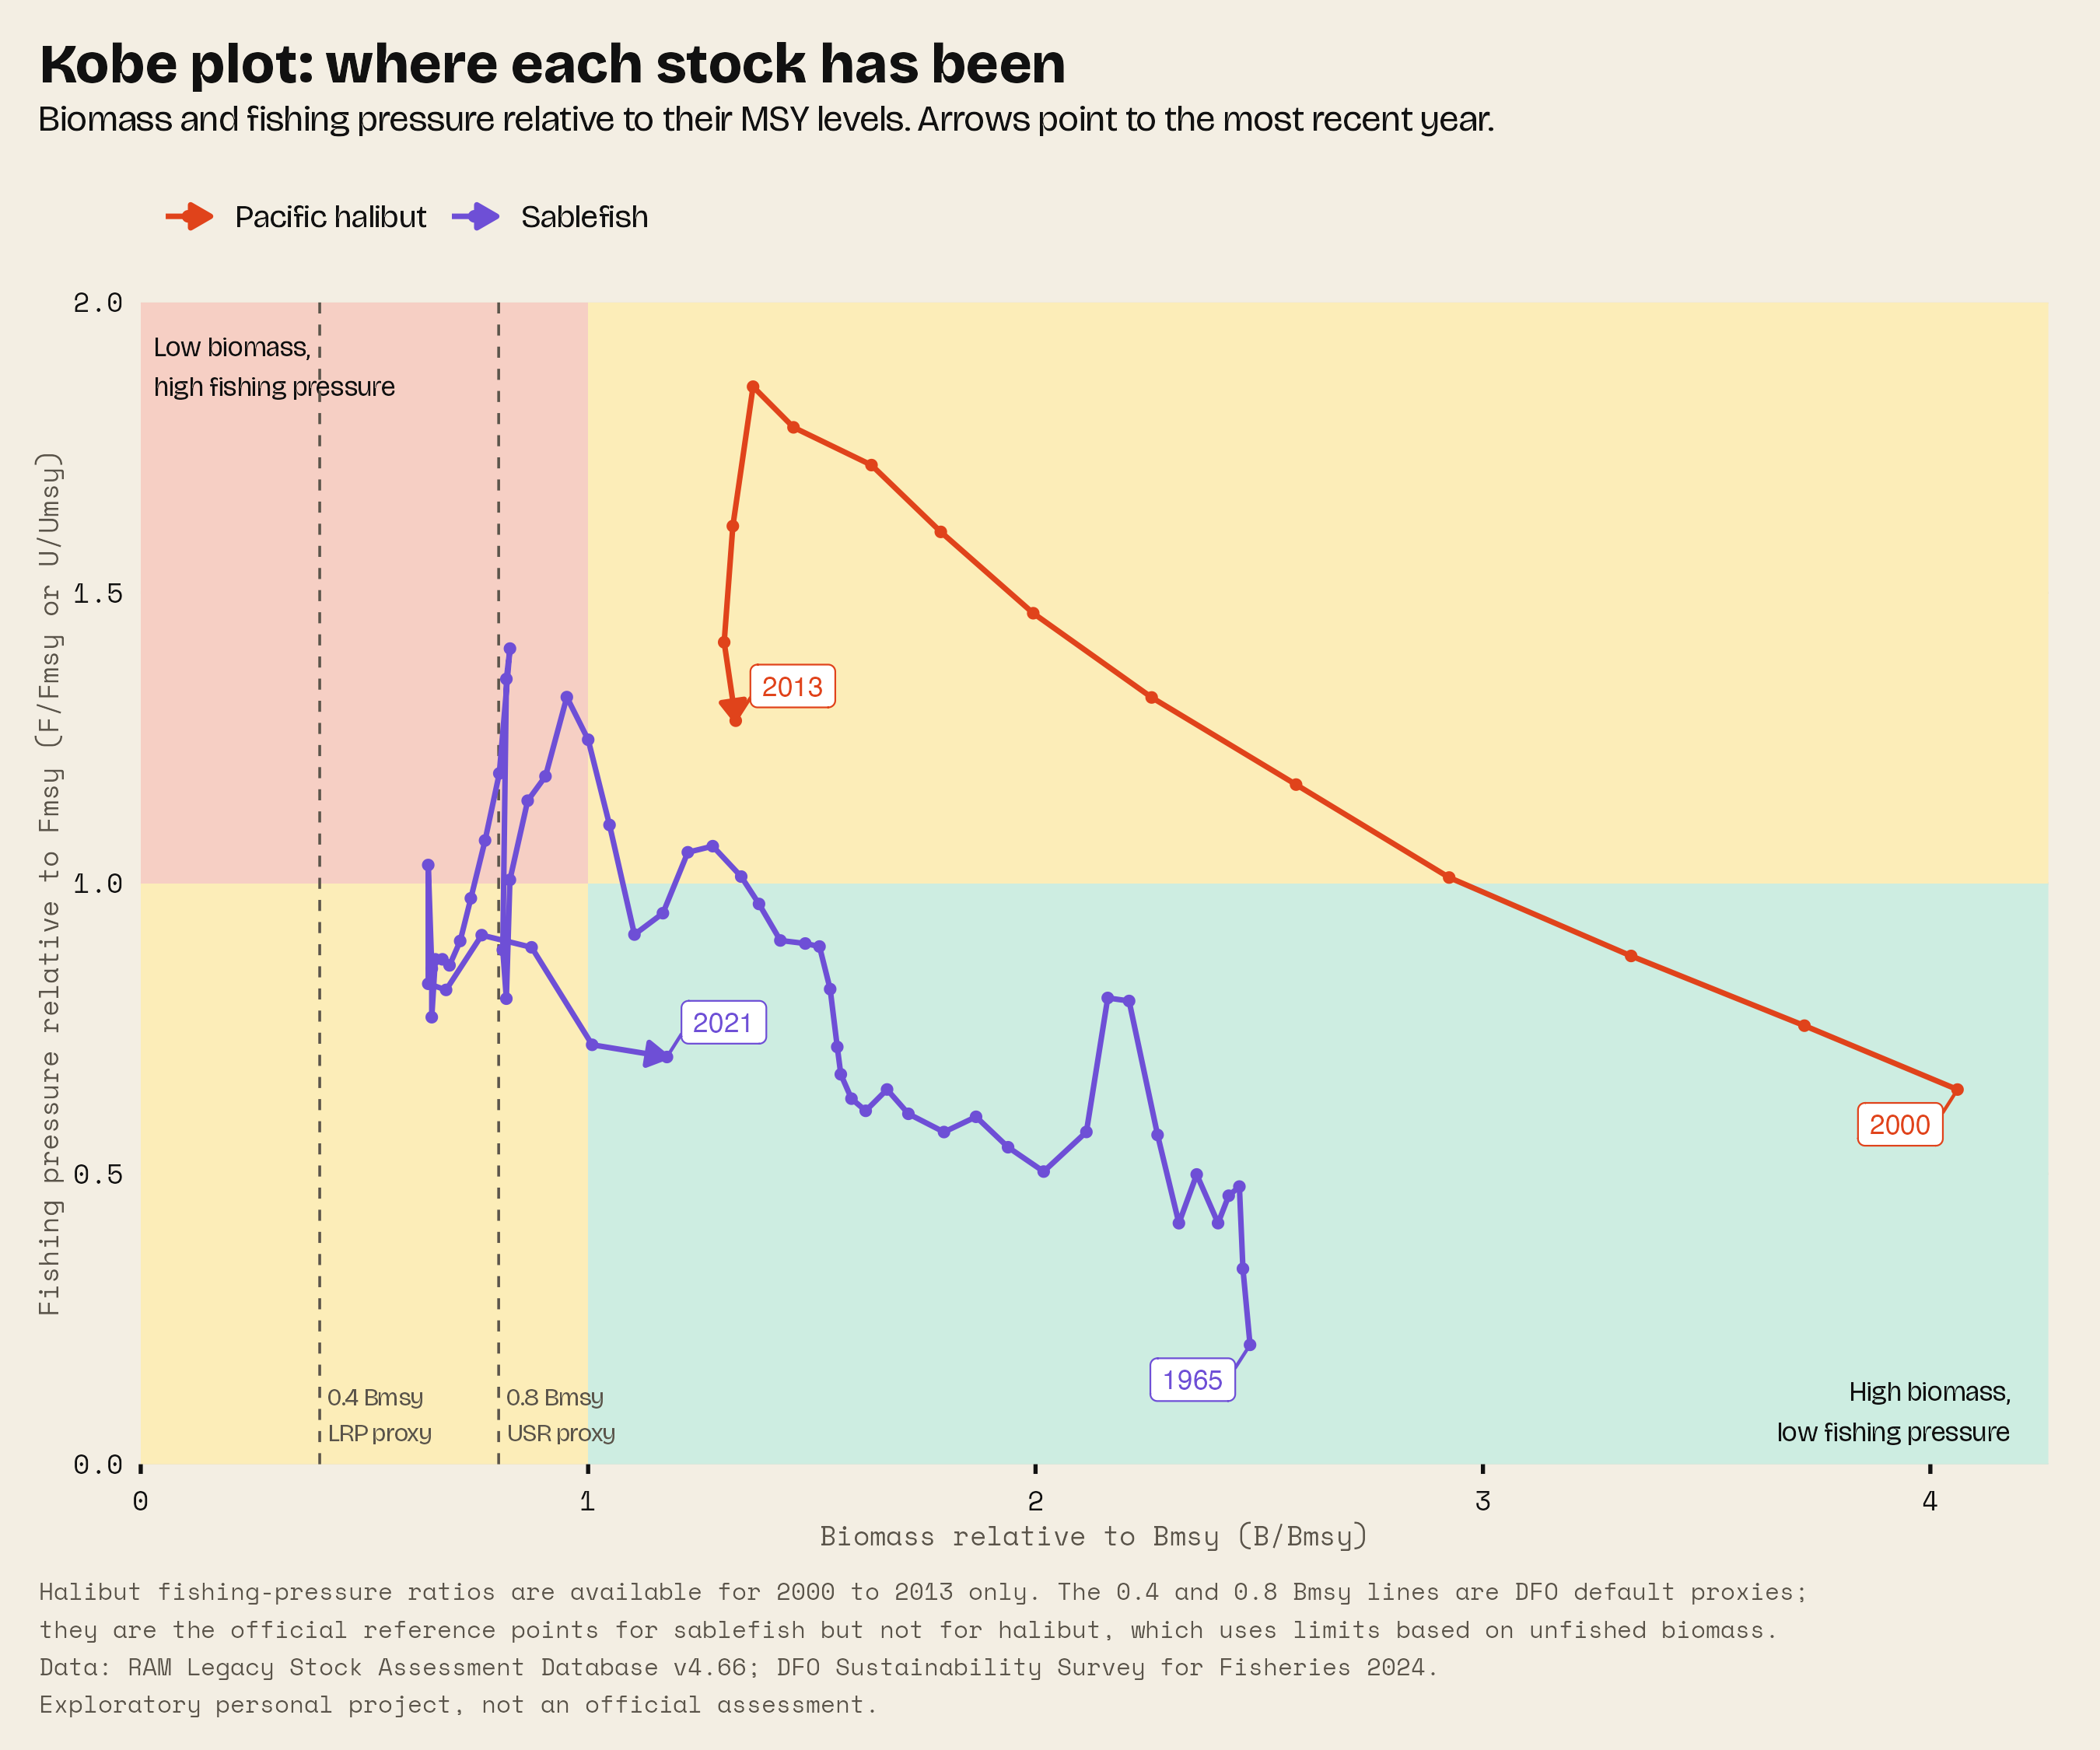 Kobe plot: where each stock has been
Biomass and fishing pressure relative to their MSY levels. Arrows point to the most recent year.
Pacific halibut
Sablefish
2.0
1.5
1.0
0.5
0.0
Fishing pressure relative to Fmsy (F/Fmsy or U/Umsy)
Low biomass,
high fishing pressure
2013
2021
2000
1965
0.4 Bmsy
LRP proxy
0.8 Bmsy
USR proxy
High biomass,
low fishing pressure
0
1
2
3
4
Biomass relative to Bmsy (B/Bmsy)
Halibut fishing-pressure ratios are available for 2000 to 2013 only. The 0.4 and 0.8 Bmsy lines are DFO default proxies;
they are the official reference points for sablefish but not for halibut, which uses limits based on unfished biomass.
Data: RAM Legacy Stock Assessment Database v4.66; DFO Sustainability Survey for Fisheries 2024.
Exploratory personal project, not an official assessment.